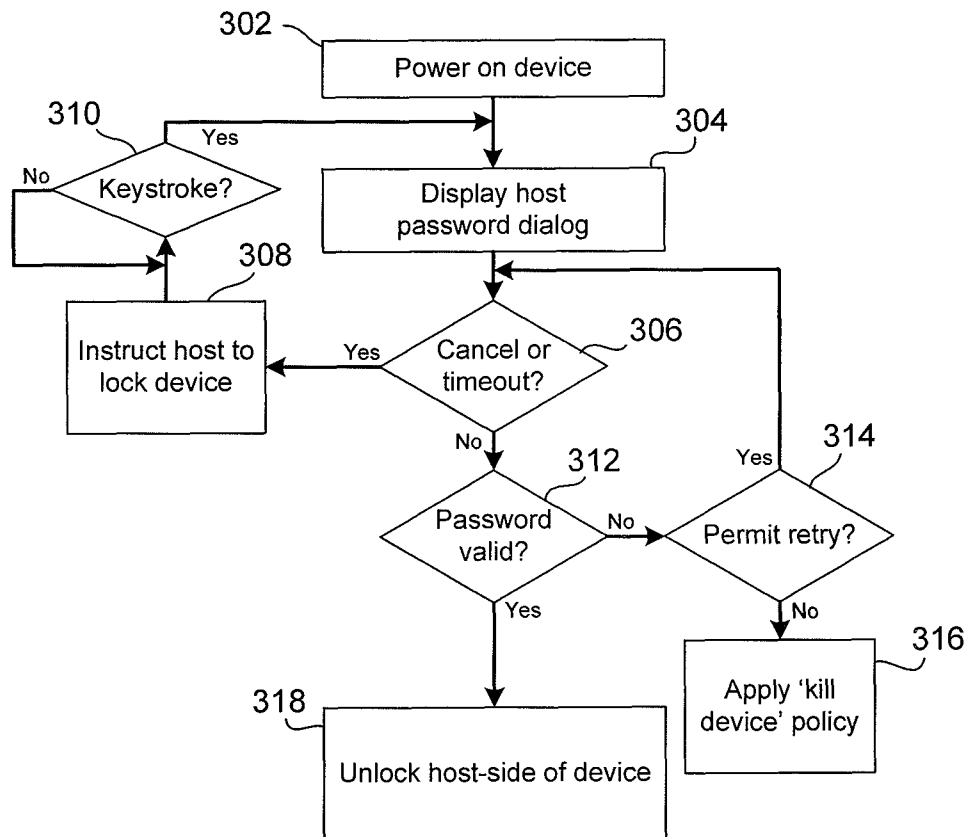 302
Power on device
310
Yes
304
No
Keystroke?
Display host
password dialog
308
Instruct host to
lock device
Yes
Cancel or
timeout?
306
No
312
Yes
314
Password
valid?
No
Permit retry?
Yes
No
316
Apply ‘kill
device’ policy
318
Unlock host-side of device